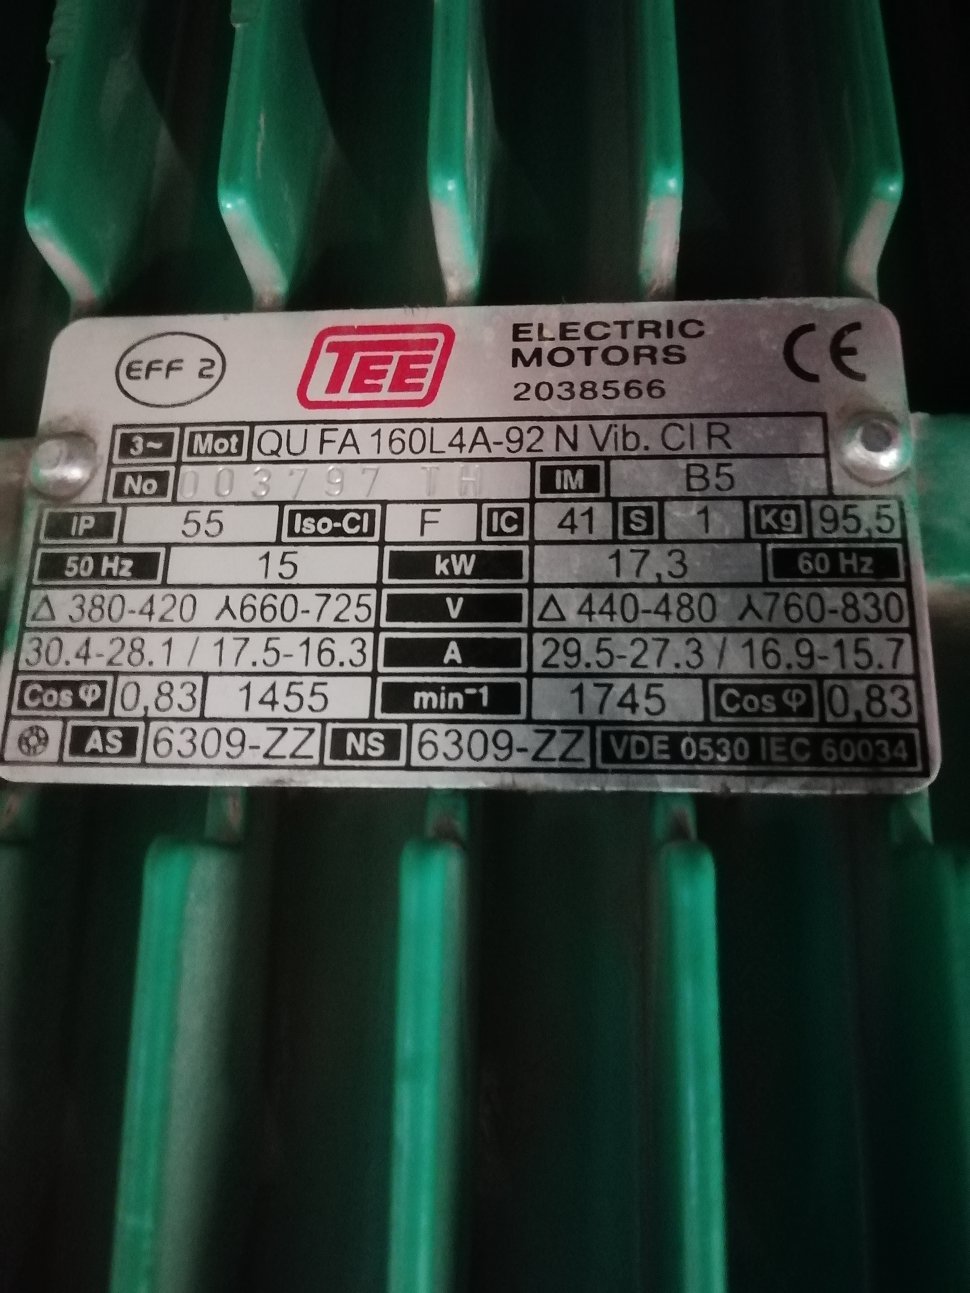 EFF 2 TEE ELECTRIC MOTORS 2038566 CE
3~ Mot QU FA 160L4A-92 N Vib. Cl R
No 003797 TH IM B5
IP 55 Iso-Cl F IC 41 S 1 Kg 95,5
50 Hz 15 kW 17,3 60 Hz
Δ 380-420 ⅄660-725 V Δ 440-480 ⅄760-830
30.4-28.1 / 17.5-16.3 A 29.5-27.3 / 16.9-15.7
Cos φ 0,83 1455 min⁻¹ 1745 Cos φ 0,83
AS 6309-ZZ NS 6309-ZZ VDE 0530 IEC 60034